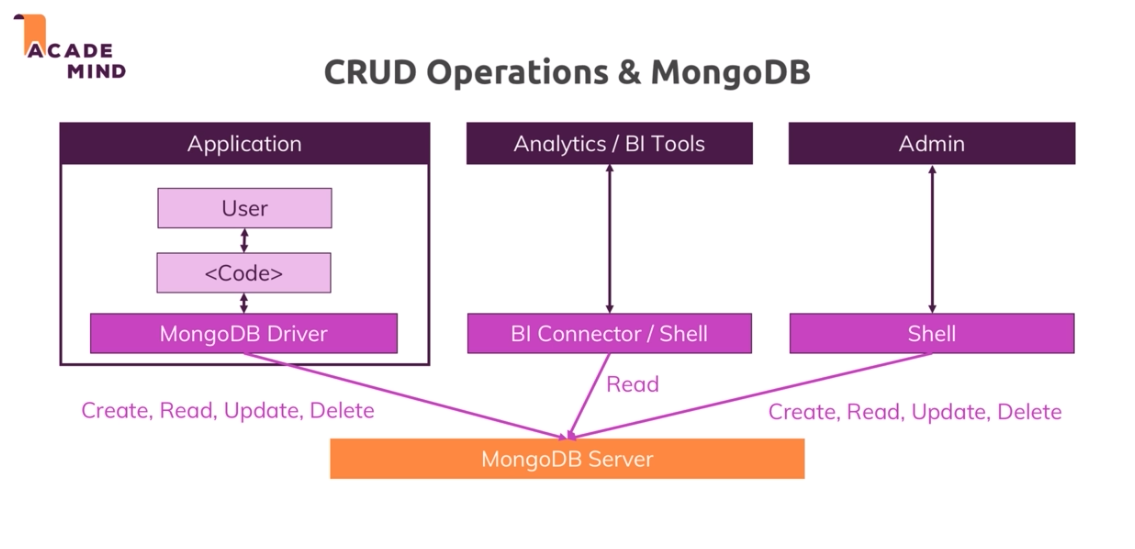 ACADE
MIND
CRUD Operations & MongoDB
Application
Analytics / BI Tools
Admin
User
<Code>
MongoDB Driver
BI Connector / Shell
Shell
Read
Create, Read, Update, Delete
Create, Read, Update, Delete
MongoDB Server